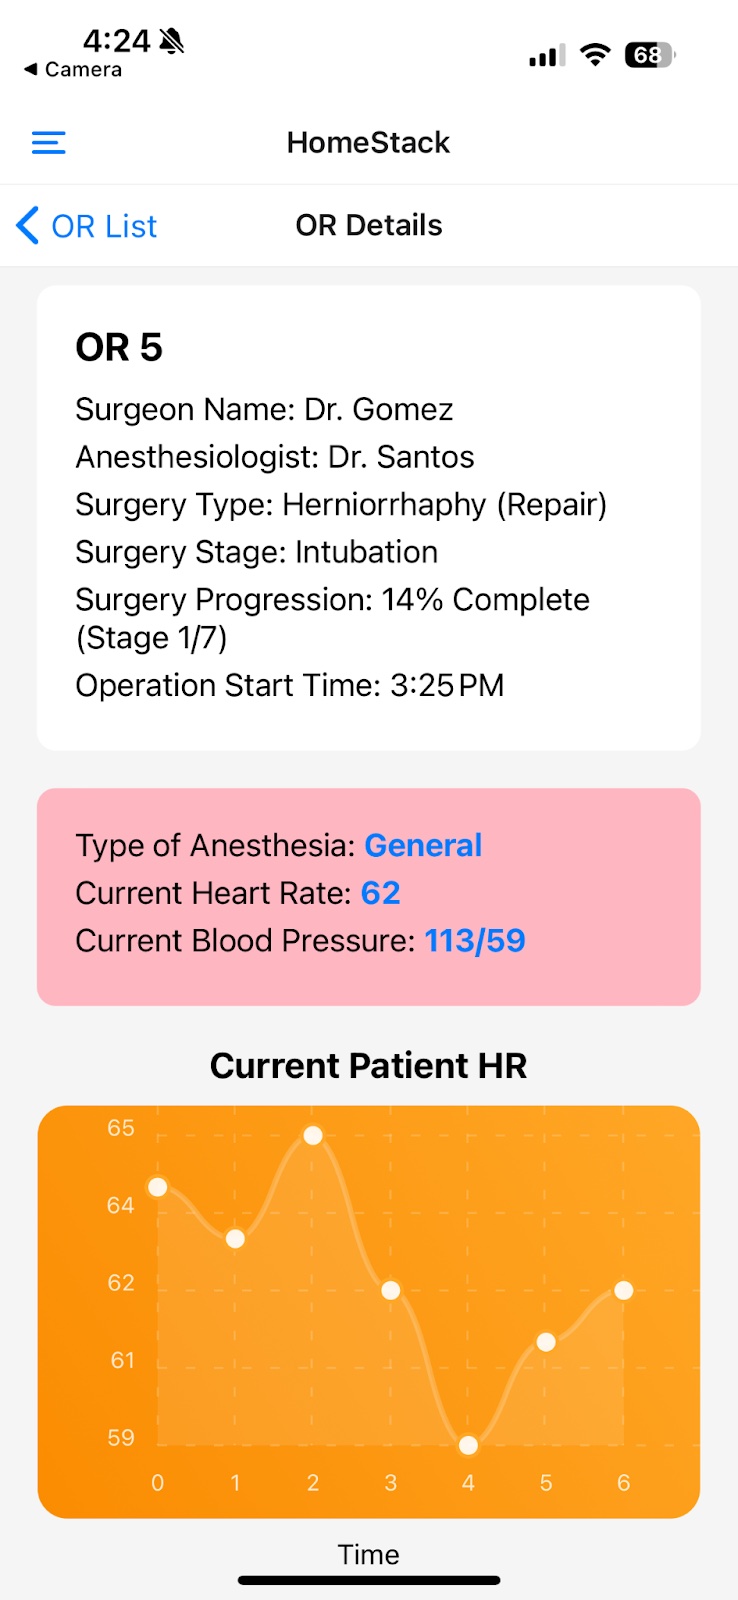 4:24
◀ Camera
68
HomeStack
OR List
OR Details
OR 5
Surgeon Name: Dr. Gomez
Anesthesiologist: Dr. Santos
Surgery Type: Herniorrhaphy (Repair)
Surgery Stage: Intubation
Surgery Progression: 14% Complete
(Stage 1/7)
Operation Start Time: 3:25 PM
Type of Anesthesia: General
Current Heart Rate: 62
Current Blood Pressure: 113/59
Current Patient HR
65
64
62
61
59
0 1 2 3 4 5 6
Time